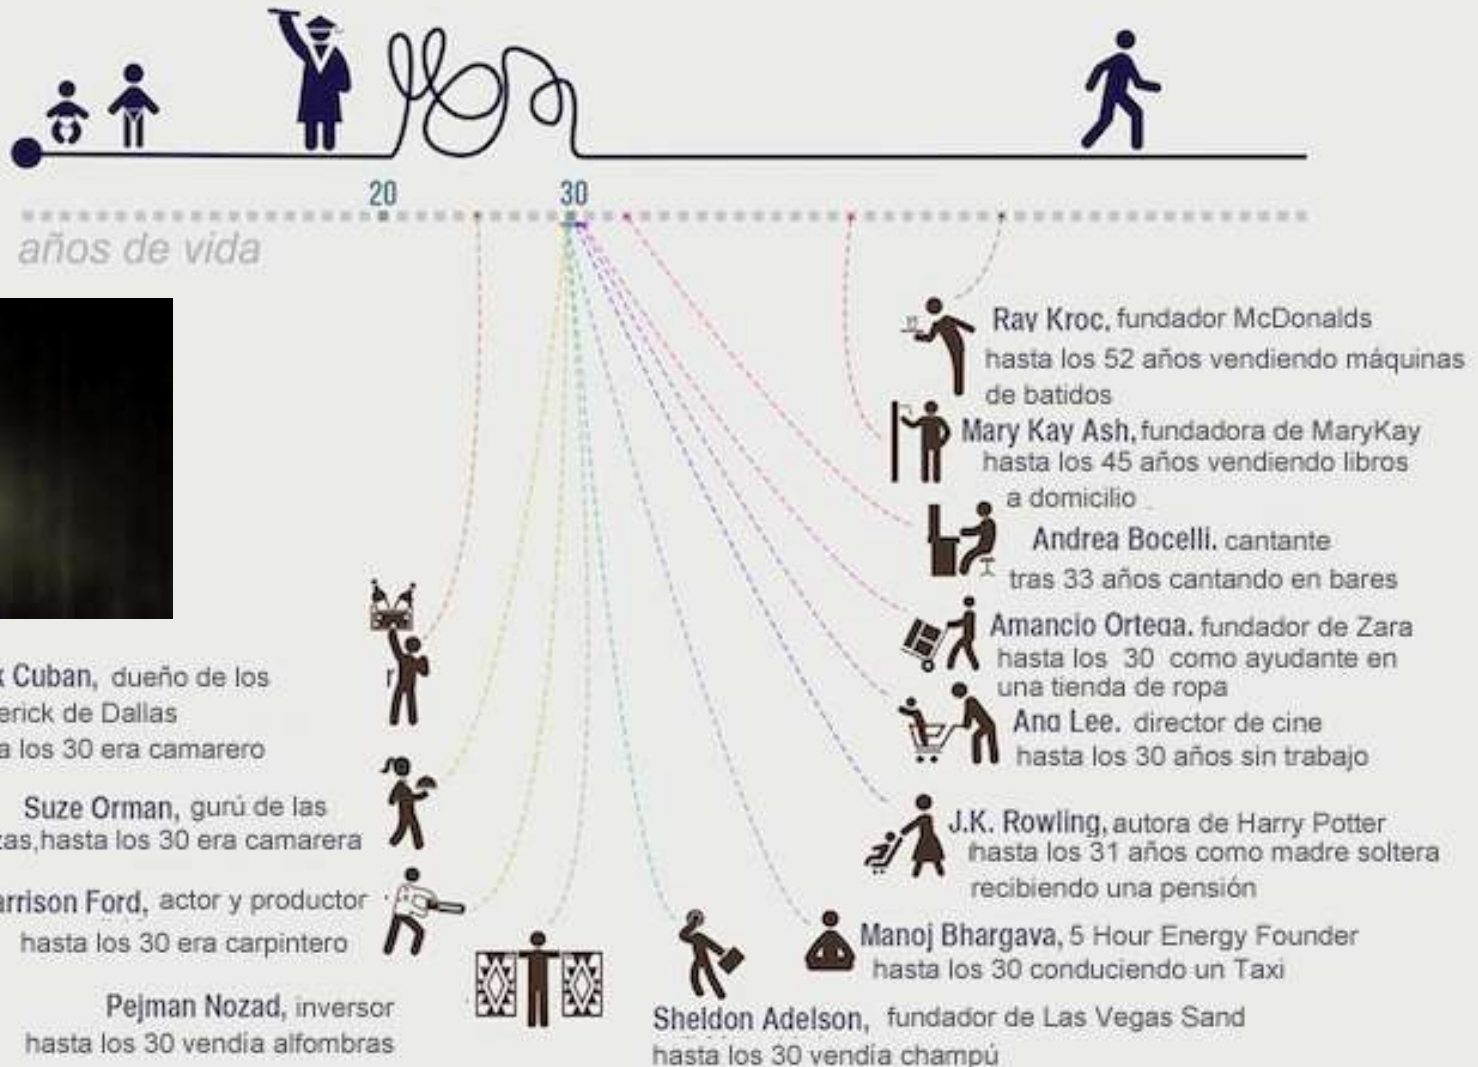 20 30
años de vida
Ray Kroc, fundador McDonalds
hasta los 52 años vendiendo máquinas
de batidos
Mary Kay Ash, fundadora de MaryKay
hasta los 45 años vendiendo libros
a domicilio
Andrea Bocelli. cantante
tras 33 años cantando en bares
Amancio Ortega. fundador de Zara
hasta los 30 como ayudante en
una tienda de ropa
Ang Lee. director de cine
hasta los 30 años sin trabajo
J.K. Rowling, autora de Harry Potter
hasta los 31 años como madre soltera
recibiendo una pensión
Manoj Bhargava, 5 Hour Energy Founder
hasta los 30 conduciendo un Taxi
Sheldon Adelson, fundador de Las Vegas Sand
hasta los 30 vendía champú
Cuban, dueño de los
erick de Dallas
a los 30 era camarero
Suze Orman, gurú de las
zas,hasta los 30 era camarera
arrison Ford, actor y productor
hasta los 30 era carpintero
Pejman Nozad, inversor
hasta los 30 vendía alfombras